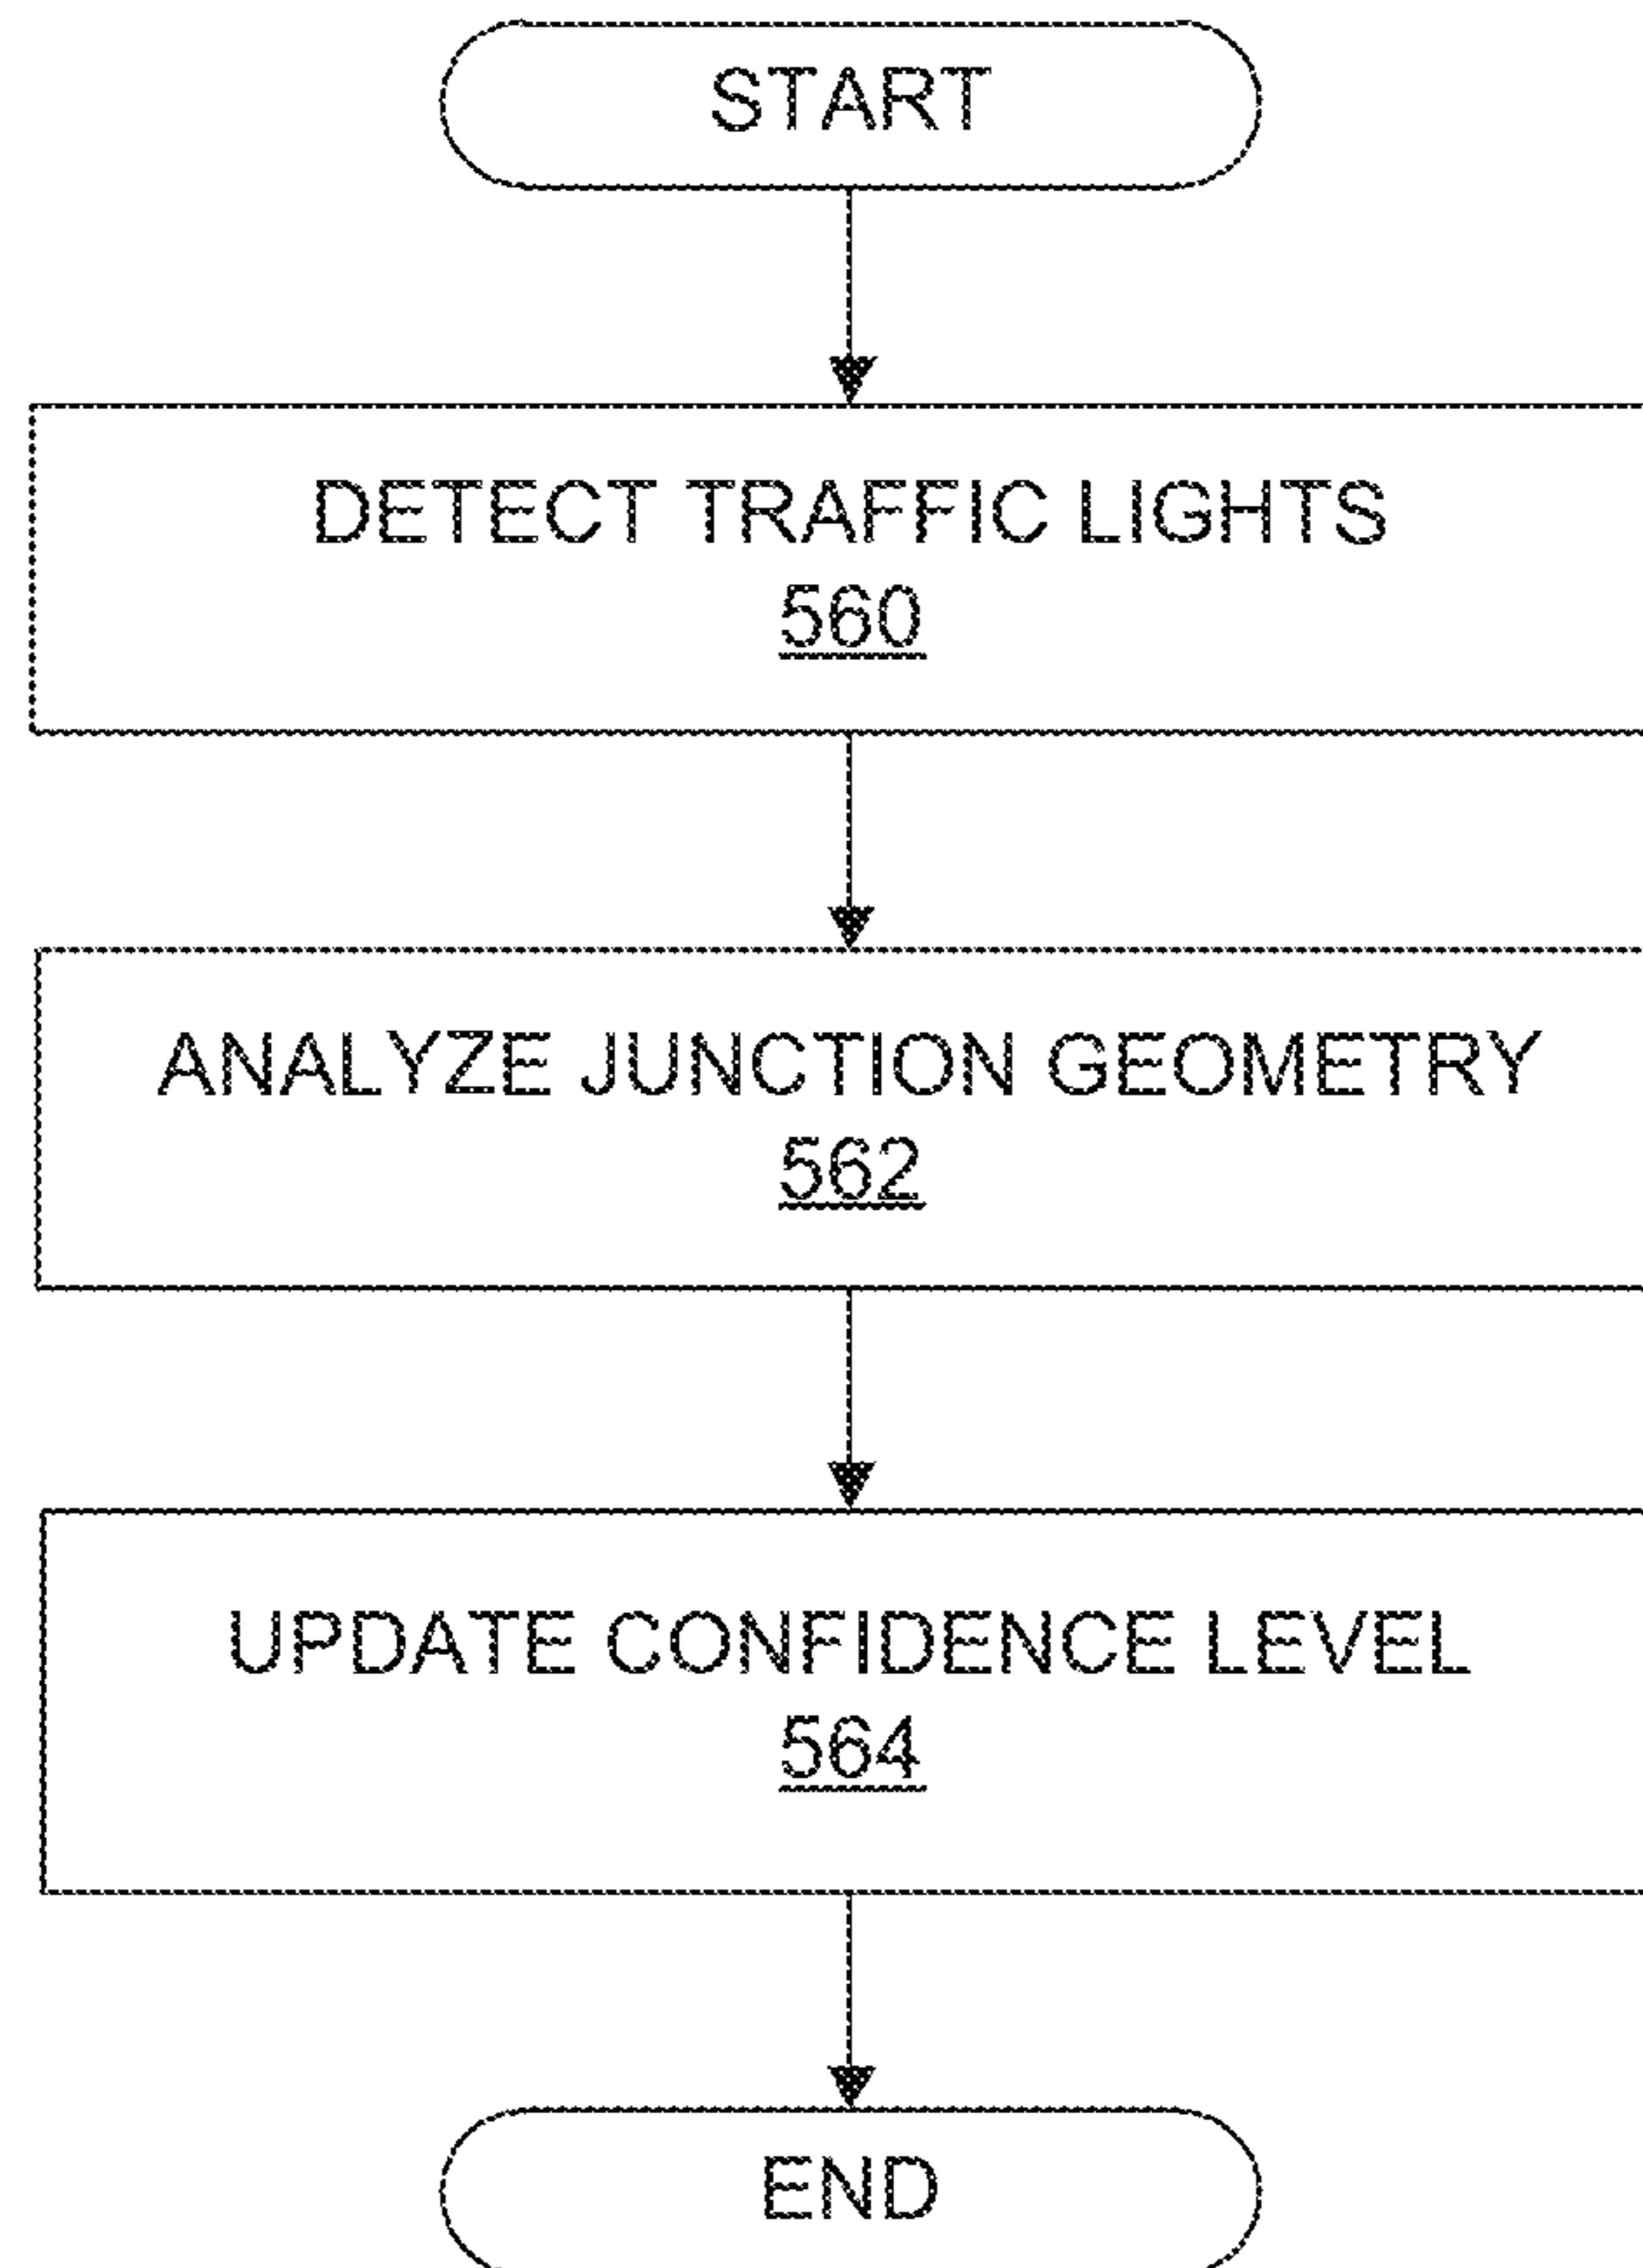 START
DETECT TRAFFIC LIGHTS
560
ANALYZE JUNCTION GEOMETRY
562
UPDATE CONFIDENCE LEVEL
564
END